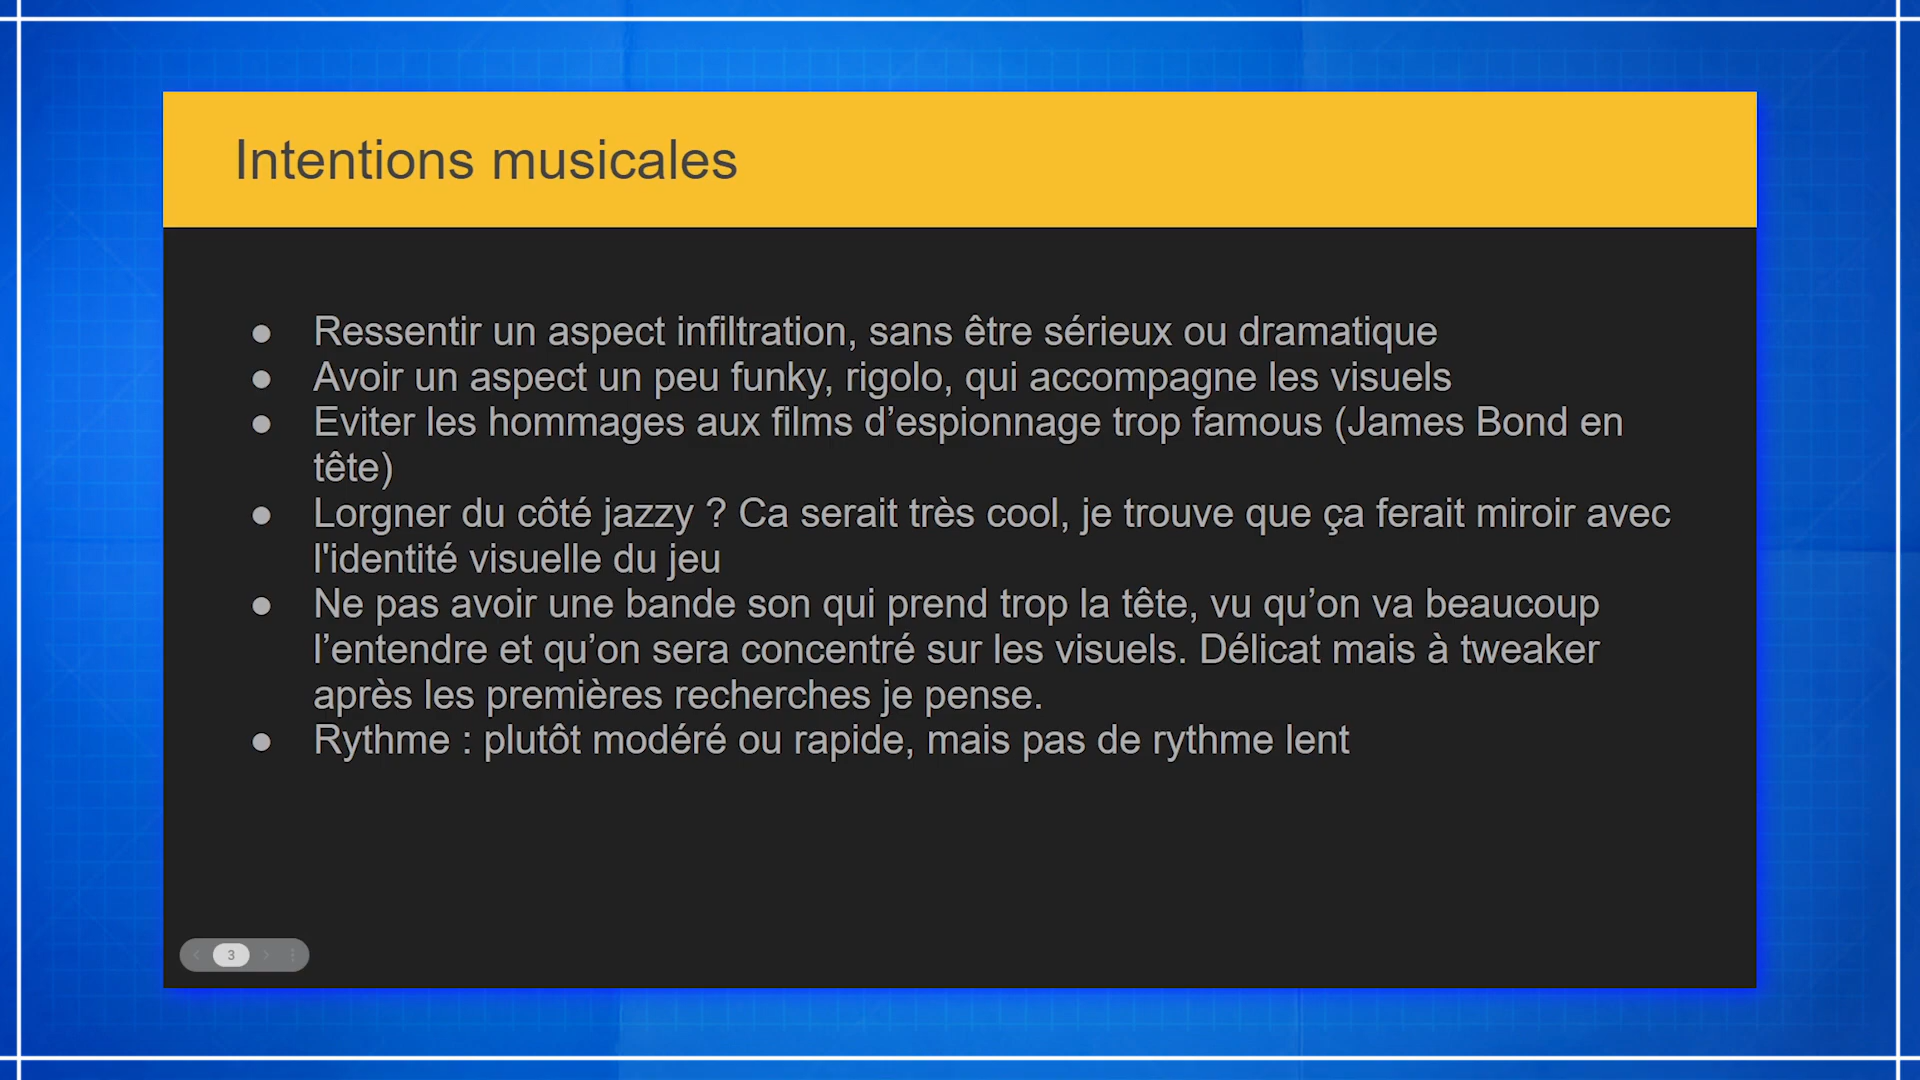 Intentions musicales
● Ressentir un aspect infiltration, sans être sérieux ou dramatique
● Avoir un aspect un peu funky, rigolo, qui accompagne les visuels
● Eviter les hommages aux films d’espionnage trop famous (James Bond en
tête)
● Lorgner du côté jazzy ? Ca serait très cool, je trouve que ça ferait miroir avec
l'identité visuelle du jeu
● Ne pas avoir une bande son qui prend trop la tête, vu qu’on va beaucoup
l’entendre et qu’on sera concentré sur les visuels. Délicat mais à tweaker
après les premières recherches je pense.
● Rythme : plutôt modéré ou rapide, mais pas de rythme lent
3